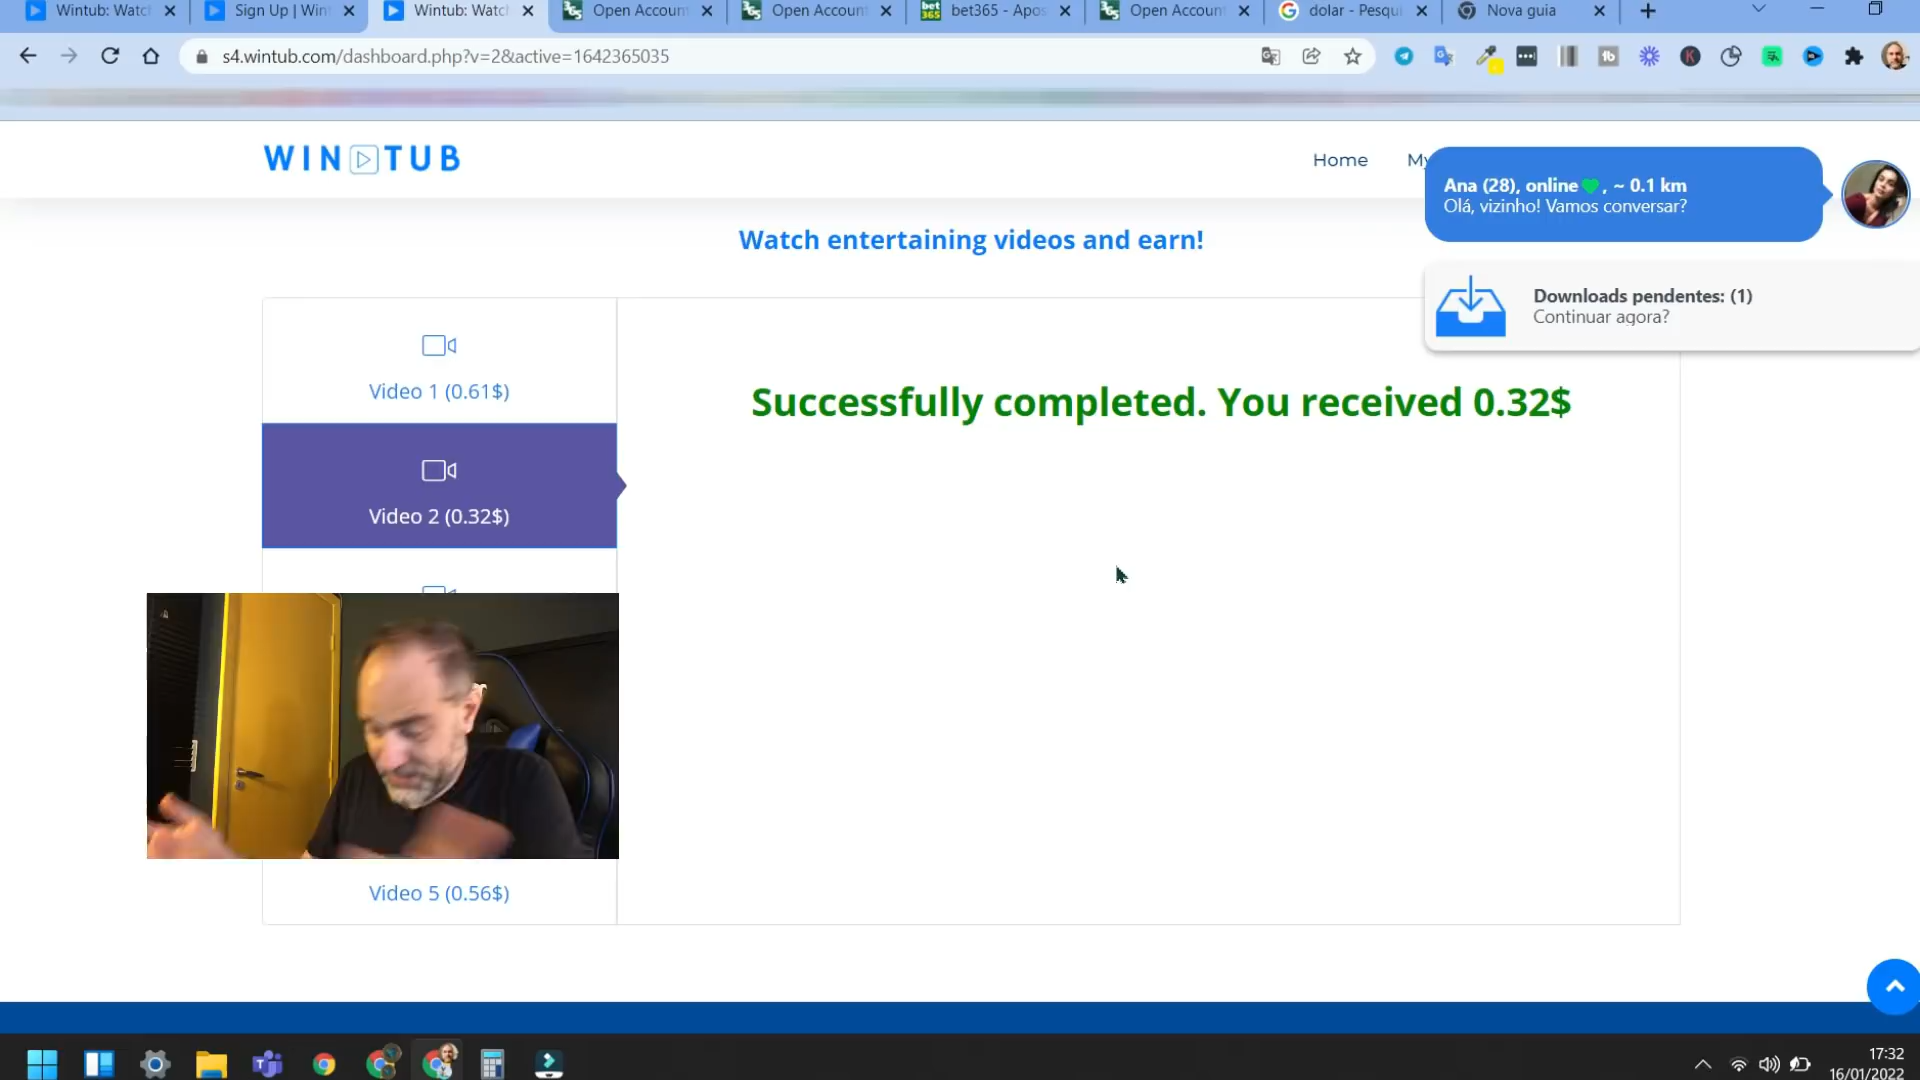 Wintub: Watc
Sign Up | Win
Wintub: Watc
Open Accoun
Open Accoun
bet365 - Apos
Open Accoun
dolar - Pesqui
Nova guia
s4.wintub.com/dashboard.php?v=2&active=1642365035
WIN TUB
Home
My
Ana (28), online , ~ 0.1 km
Olá, vizinho! Vamos conversar?
Downloads pendentes: (1)
Continuar agora?
Watch entertaining videos and earn!
Video 1 (0.61$)
Video 2 (0.32$)
Successfully completed. You received 0.32$
Video 5 (0.56$)
17:32
16/01/2022